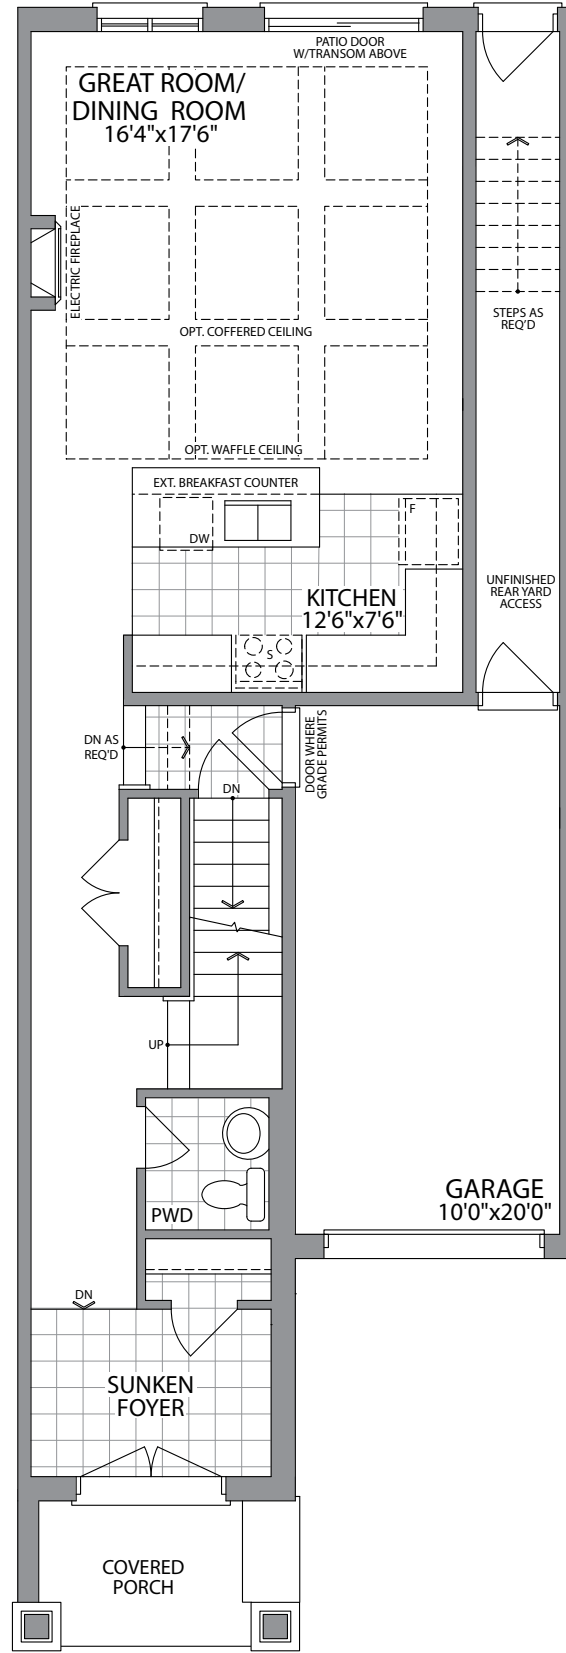 PATIO DOOR
W/TRANSOM ABOVE
GREAT ROOM/
DINING ROOM
16'4"x17'6"
ELECTRIC FIREPLACE
STEPS AS
REQ'D
OPT. COFFERED CEILING
OPT. WAFFLE CEILING
EXT. BREAKFAST COUNTER
F
DW
UNFINISHED
REAR YARD
ACCESS
KITCHEN
12'6"x7'6"
S
DN AS
REQ'D
DOOR WHERE
GRADE PERMITS
DN
UP
GARAGE
10'0"x20'0"
PWD
DN
SUNKEN
FOYER
COVERED
PORCH